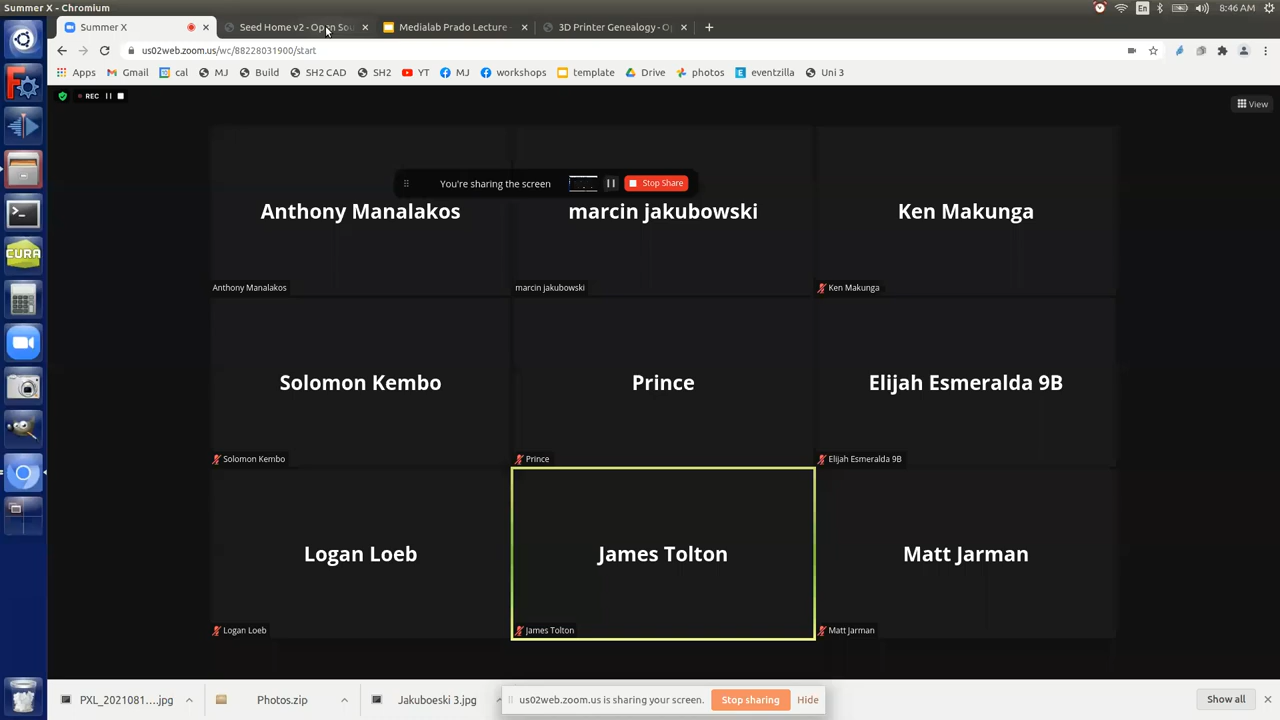 Summer X - Chromium
En
8:46 AM
Summer X
Seed Home v2 - Open Sou
Medialab Prado Lecture -
3D Printer Genealogy - Op
us02web.zoom.us/wc/88228031900/start
Apps
Gmail
cal
MJ
Build
SH2 CAD
SH2
YT
MJ
workshops
template
Drive
photos
eventzilla
Uni 3
REC
View
You're sharing the screen
Stop Share
Anthony Manalakos
marcin jakubowski
Ken Makunga
Anthony Manalakos
marcin jakubowski
Ken Makunga
Solomon Kembo
Prince
Elijah Esmeralda 9B
Solomon Kembo
Prince
Elijah Esmeralda 9B
Logan Loeb
James Tolton
Matt Jarman
Logan Loeb
James Tolton
Matt Jarman
CURA
PXL_2021081....jpg
Photos.zip
Jakuboeski 3.jpg
us02web.zoom.us is sharing your screen.
Stop sharing
Hide
Show all